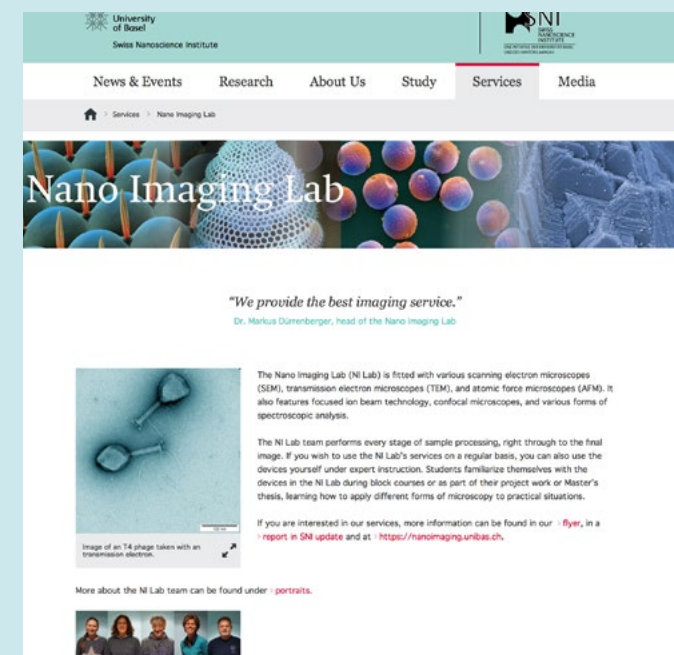 University
of Basel
Swiss Nanoscience Institute
SNI
SWISS
NANOSCIENCE
INSTITUTE
News & Events
Research
About Us
Study
Services
Media
> Services > Nano Imaging Lab
Nano Imaging Lab
“We provide the best imaging service.”
Dr. Markus Dürrenberger, head of the Nano Imaging Lab
The Nano Imaging Lab (NI Lab) is fitted with various scanning electron microscopes
(SEM), transmission electron microscopes (TEM), and atomic force microscopes (AFM). It
also features focused ion beam technology, confocal microscopes, and various forms of
spectroscopic analysis.
The NI Lab team performs every stage of sample processing, right through to the final
image. If you wish to use the NI Lab’s services on a regular basis, you can also use the
devices yourself under expert instruction. Students familiarize themselves with the
devices in the NI Lab during block courses or as part of their project work or Master’s
thesis, learning how to apply different forms of microscopy to practical situations.
If you are interested in our services, more information can be found in our > flyer, in a
> report in SNI update and at > https://nanoimaging.unibas.ch.
Image of an T4 phage taken with an
transmission electron.
More about the NI Lab team can be found under > portraits.